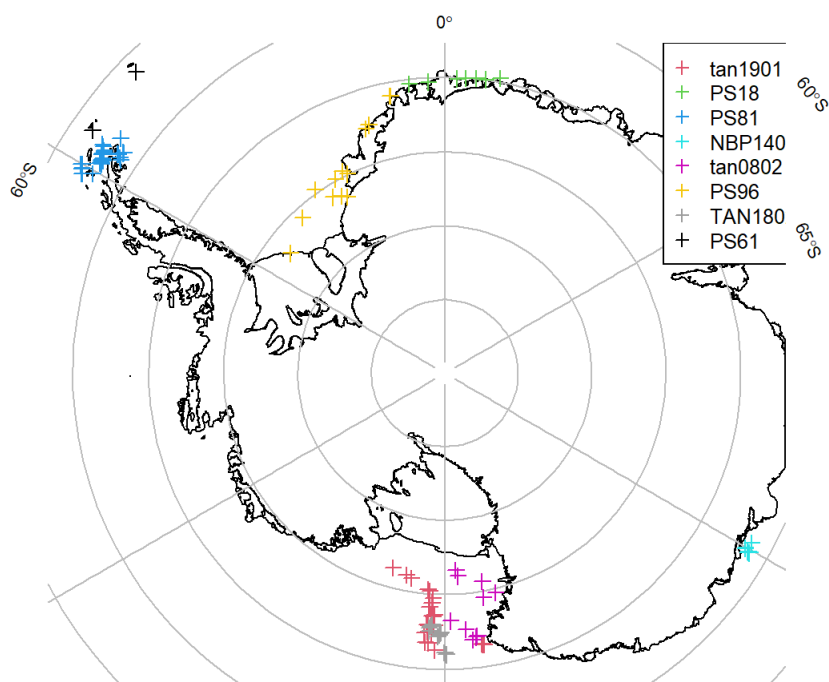 0°
tan1901
PS18
PS81
NBP140
tan0802
PS96
TAN180
PS61
60°S
60°S
65°S